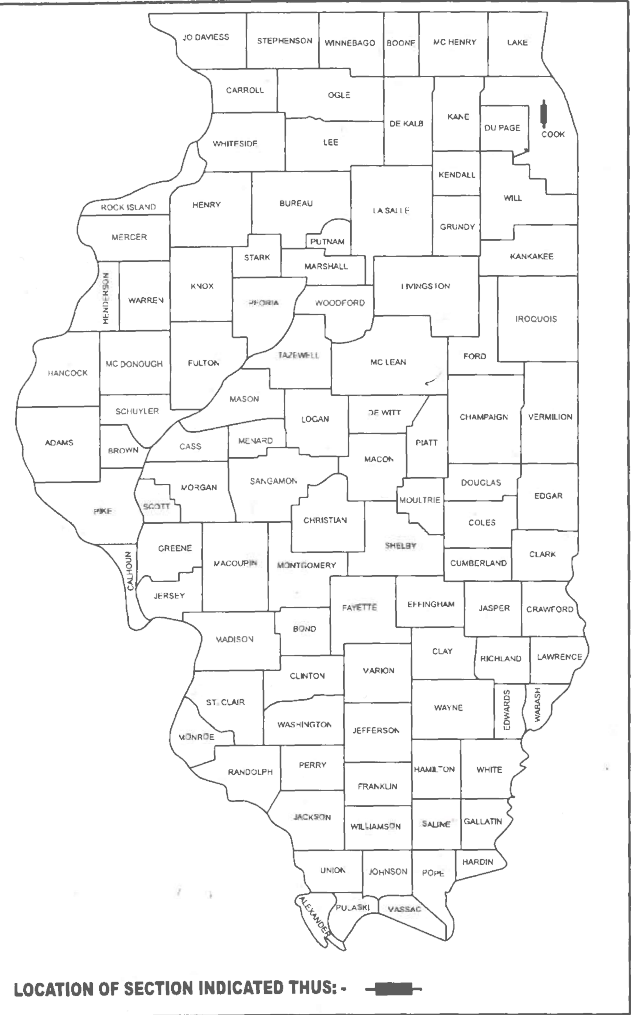 JO DAVIESS STEPHENSON WINNEBAGO BOONE MC HENRY LAKE
CARROLL OGLE DE KALB KANE DU PAGE COOK
WHITESIDE LEE
KENDALL
ROCK ISLAND HENRY BUREAU LA SALLE WILL
MERCER PUTNAM GRUNDY
STARK MARSHALL KANKAKEE
HENDERSON WARREN KNOX PEORIA WOODFORD LIVINGSTON
IROQUOIS
HANCOCK MC DONOUGH FULTON TAZEWELL MC LEAN FORD
MASON
SCHUYLER LOGAN DE WITT CHAMPAIGN VERMILION
ADAMS BROWN CASS MENARD PIATT
MACON
PIKE SCOTT MORGAN SANGAMON MOULTRIE DOUGLAS EDGAR
CHRISTIAN COLES
CALHOUN GREENE MACOUPIN MONTGOMERY SHELBY CUMBERLAND CLARK
JERSEY FAYETTE EFFINGHAM JASPER CRAWFORD
MADISON BOND
CLAY RICHLAND LAWRENCE
CLINTON MARION
ST. CLAIR WAYNE EDWARDS WABASH
WASHINGTON JEFFERSON
MONROE
RANDOLPH PERRY HAMILTON WHITE
FRANKLIN
JACKSON WILLIAMSON SALINE GALLATIN
UNION JOHNSON POPE HARDIN
ALEXANDER PULASKI VASSAC
LOCATION OF SECTION INDICATED THUS: -